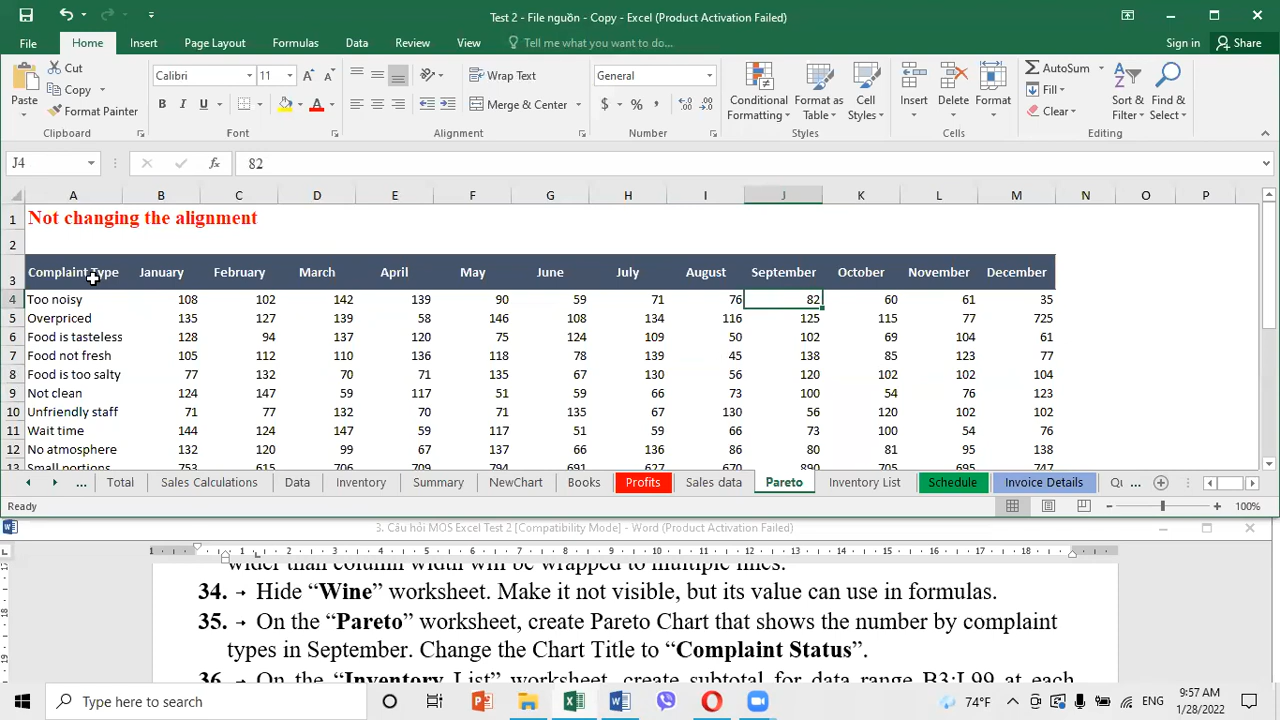 Test 2 - File nguồn - Copy - Excel (Product Activation Failed)
File Home Insert Page Layout Formulas Data Review View Tell me what you want to do... Sign in Share
Paste Cut Copy Format Painter Calibri 11 B I U A Wrap Text Merge & Center General $ % , Conditional Formatting Format as Table Cell Styles Insert Delete Format AutoSum Fill Clear Sort & Filter Find & Select
Clipboard Font Alignment Number Styles Cells Editing
J4 fx 82
A B C D E F G H I J K L M N O P
1 Not changing the alignment
2
3 Complaint Type January February March April May June July August September October November December
4 Too noisy 108 102 142 139 90 59 71 76 82 60 61 35
5 Overpriced 135 127 139 58 146 108 134 116 125 115 77 725
6 Food is tasteless 128 94 137 120 75 124 109 50 102 69 104 61
7 Food not fresh 105 112 110 136 118 78 139 45 138 85 123 77
8 Food is too salty 77 132 70 71 135 67 130 56 120 102 102 104
9 Not clean 124 147 59 117 51 59 66 73 100 54 76 123
10 Unfriendly staff 71 77 132 70 71 135 67 130 56 120 102 102
11 Wait time 144 124 147 59 117 51 59 66 73 100 54 76
12 No atmosphere 132 120 99 67 137 66 136 86 80 81 95 138
13 Small portions 753 615 706 709 794 691 627 670 890 705 695 747
... Total Sales Calculations Data Inventory Summary NewChart Books Profits Sales data Pareto Inventory List Schedule Invoice Details Qu ...
Ready 100%
3. Câu hỏi MOS Excel Test 2 [Compatibility Mode] - Word (Product Activation Failed)
1 1 2 3 4 5 6 7 8 9 10 11 12 13 14 15 16 17 18
wider than column width will be wrapped to multiple lines.
34. → Hide “Wine” worksheet. Make it not visible, but its value can use in formulas.
35. → On the “Pareto” worksheet, create Pareto Chart that shows the number by complaint
types in September. Change the Chart Title to “Complaint Status”.
36. → On the “Inventory List” worksheet, create subtotal for data range B3:L99 at each
Type here to search 74°F ENG 9:57 AM
1/28/2022